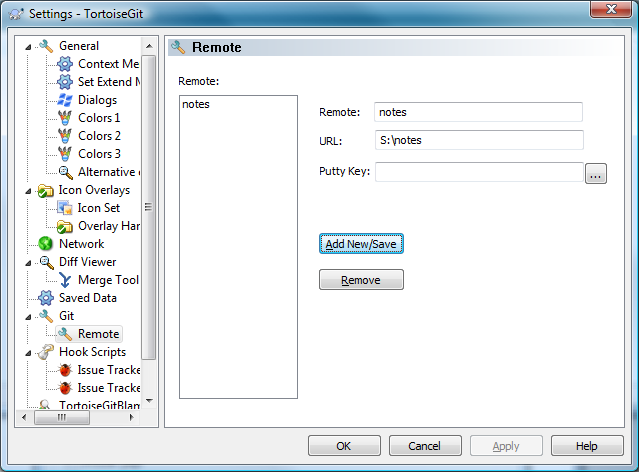 Settings - TortoiseGit
General
Context Me
Set Extend M
Dialogs
Colors 1
Colors 2
Colors 3
Alternative
Icon Overlays
Icon Set
Overlay Har
Network
Diff Viewer
Merge Tool
Saved Data
Git
Remote
Hook Scripts
Issue Tracke
Issue Tracke
TortoiseGitBlam
Remote
Remote:
notes
Remote: notes
URL: S:\notes
Putty Key: ...
Add New/Save
Remove
OK Cancel Apply Help